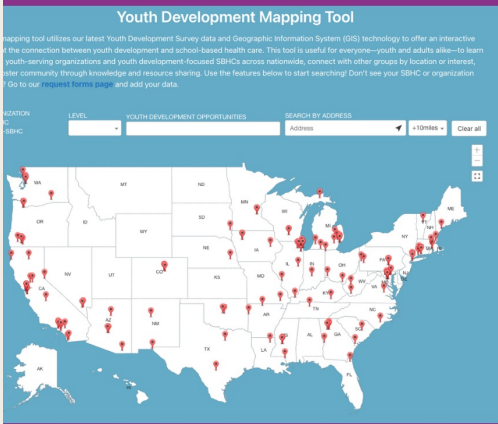 Youth Development Mapping Tool
mapping tool utilizes our latest Youth Development Survey data and Geographic Information System (GIS) technology to offer an interactive
t the connection between youth development and school-based health care. This tool is useful for everyone—youth and adults alike—to learn
youth-serving organizations and youth development-focused SBHCs across nationwide, connect with other groups by location or interest,
ster community through knowledge and resource sharing. Use the features below to start searching! Don't see your SBHC or organization
? Go to our request forms page and add your data.
NIZATION
LEVEL
YOUTH DEVELOPMENT OPPORTUNITIES
SEARCH BY ADDRESS
HC
-SBHC
Address
+10miles
Clear all
+
−
WA
MT
ND
MN
WI
MI
ME
OR
ID
WY
SD
NY
NE
IA
IL
IN
OH
PA
NJ
NV
UT
CO
KS
MO
WV
VA
CA
KY
NC
AZ
NM
AR
TN
SC
TX
LA
MS
AL
GA
FL
AK
HI